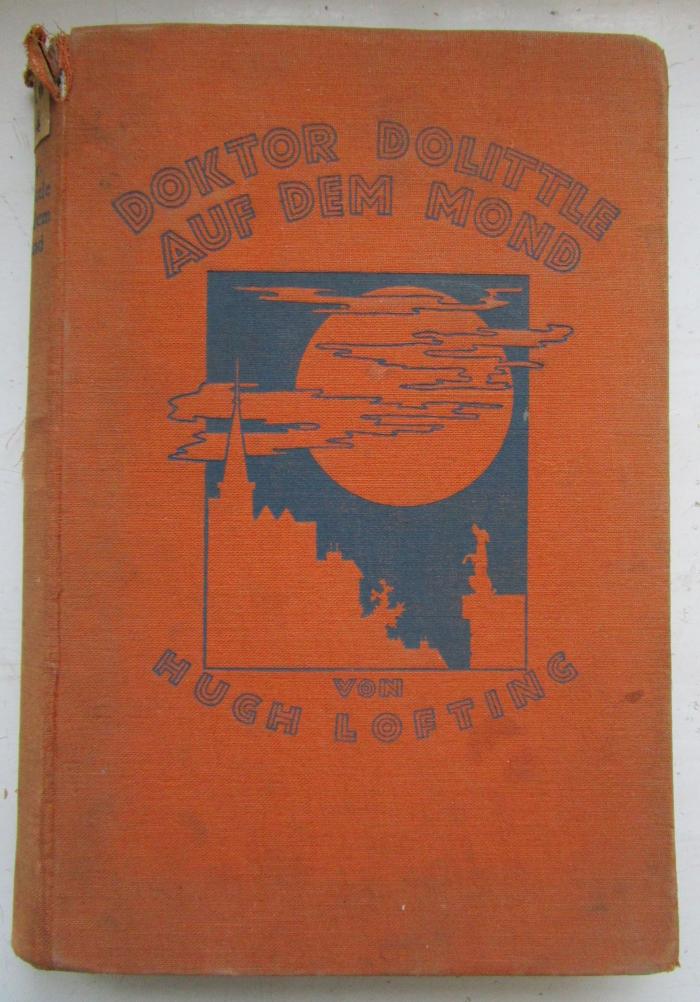 DOKTOR DOLITTLE
AUF DEM MOND
VON
HUGH LOFTING